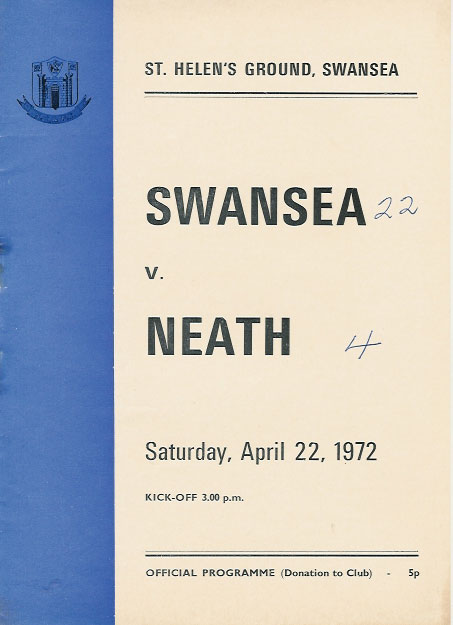 ST. HELEN'S GROUND, SWANSEA
SWANSEA 22
v.
NEATH 4
Saturday, April 22, 1972
KICK-OFF 3.00 p.m.
OFFICIAL PROGRAMME (Donation to Club) - 5p